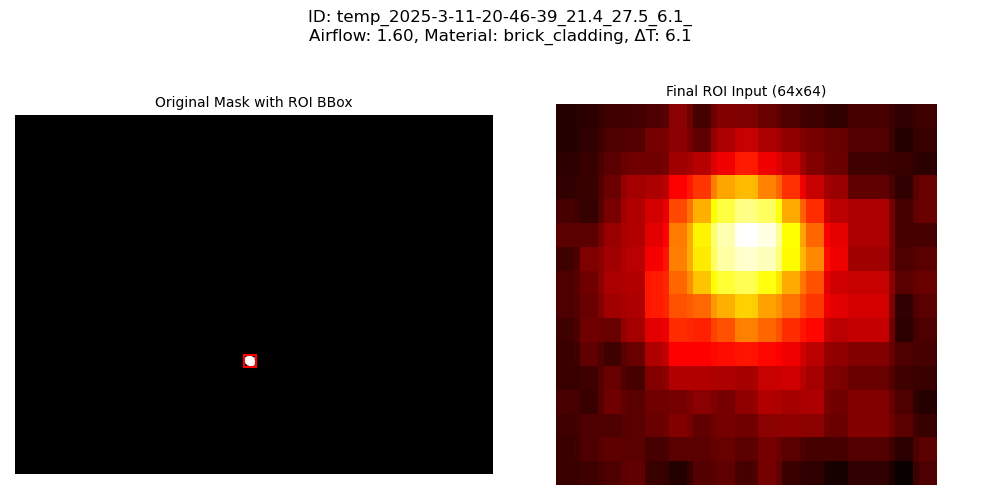 ID: temp_2025-3-11-20-46-39_21.4_27.5_6.1_
Airflow: 1.60, Material: brick_cladding, ΔT: 6.1
Original Mask with ROI BBox
Final ROI Input (64x64)